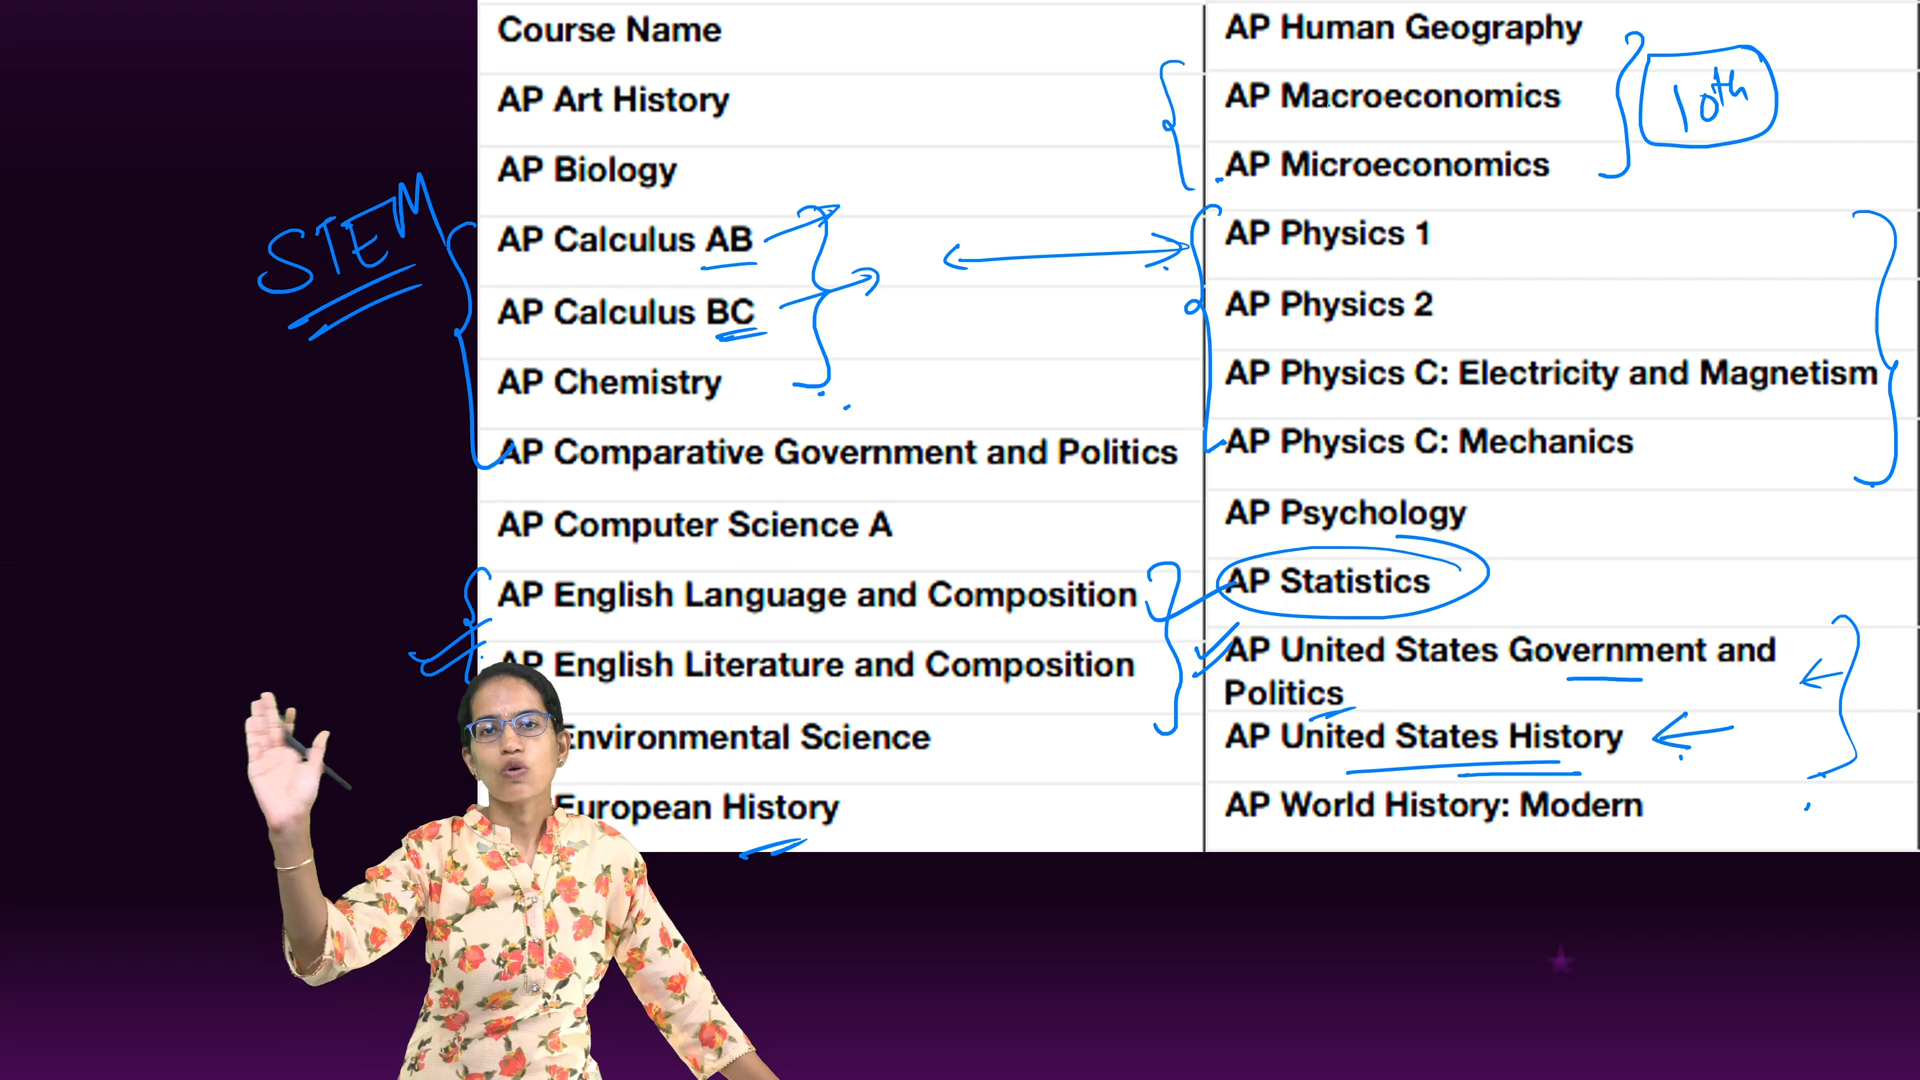 Course Name
AP Art History
AP Biology
AP Calculus AB
AP Calculus BC
AP Chemistry
AP Comparative Government and Politics
AP Computer Science A
AP English Language and Composition
AP English Literature and Composition
Environmental Science
European History
STEM
AP Human Geography
AP Macroeconomics
AP Microeconomics
10th
AP Physics 1
AP Physics 2
AP Physics C: Electricity and Magnetism
AP Physics C: Mechanics
AP Psychology
AP Statistics
AP United States Government and
Politics
AP United States History
AP World History: Modern